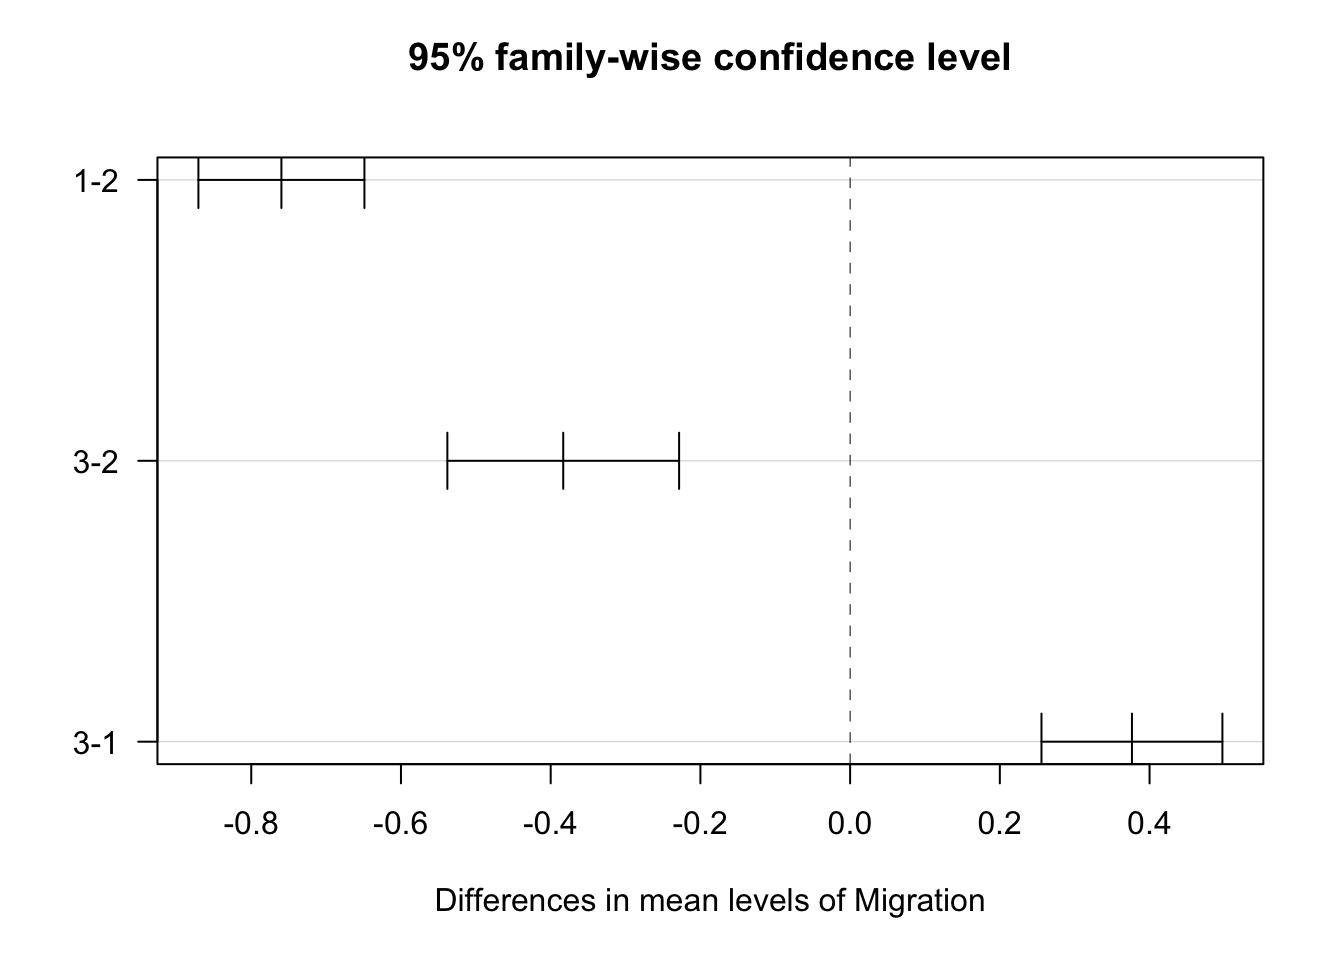 95% family-wise confidence level
1-2
3-2
3-1
-0.8 -0.6 -0.4 -0.2 0.0 0.2 0.4
Differences in mean levels of Migration